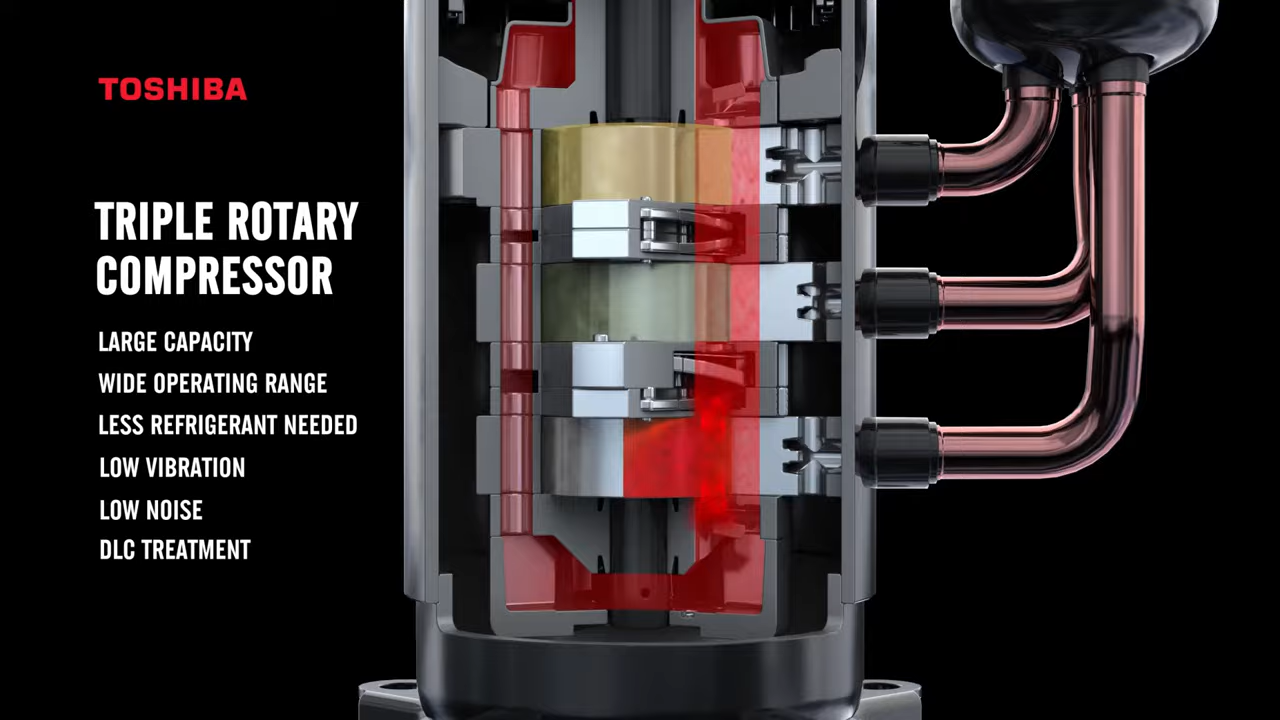 TOSHIBA
TRIPLE ROTARY
COMPRESSOR
LARGE CAPACITY
WIDE OPERATING RANGE
LESS REFRIGERANT NEEDED
LOW VIBRATION
LOW NOISE
DLC TREATMENT